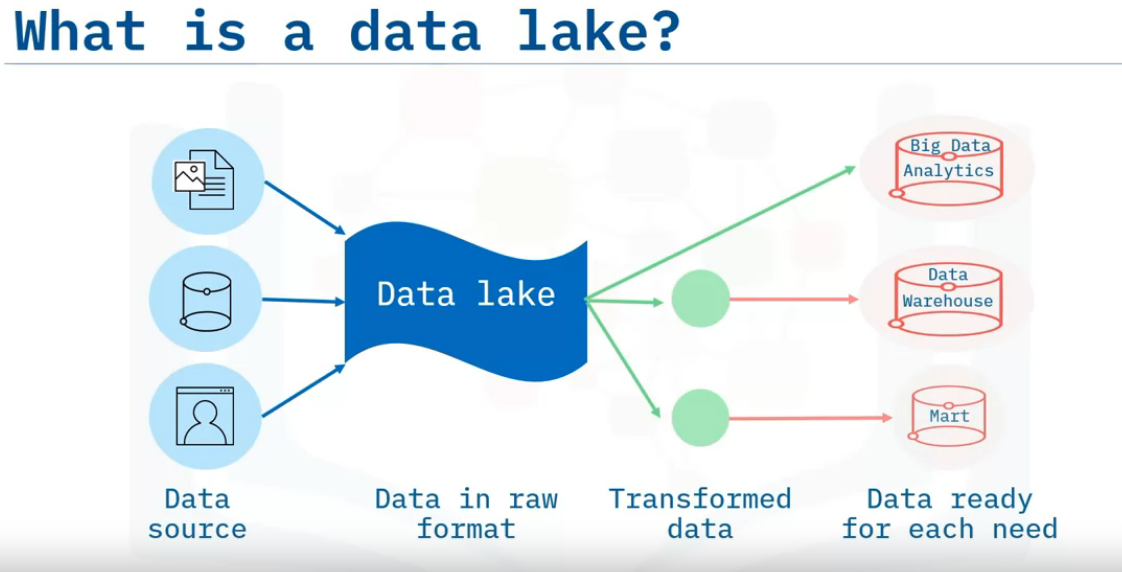 What is a data lake?
Big Data
Analytics
Data lake
Data
Warehouse
Mart
Data
source
Data in raw
format
Transformed
data
Data ready
for each need